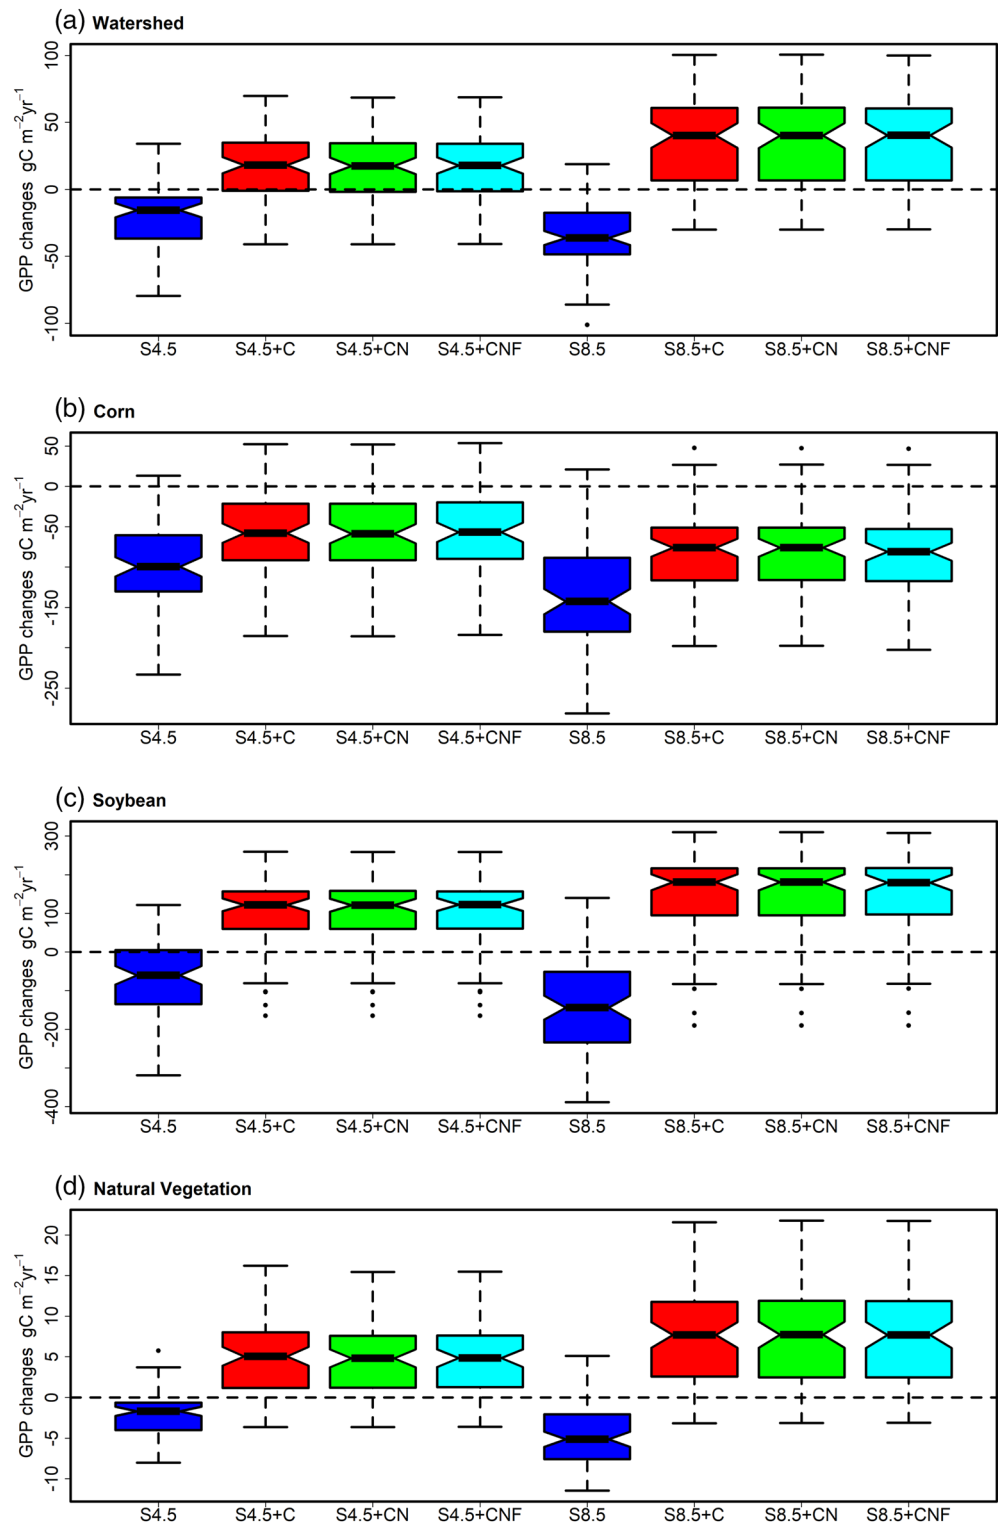 (a) Watershed
GPP changes gC m⁻²yr⁻¹
100
50
0
-50
-100
S4.5 S4.5+C S4.5+CN S4.5+CNF S8.5 S8.5+C S8.5+CN S8.5+CNF
(b) Corn
GPP changes gC m⁻²yr⁻¹
50
0
-50
-150
-250
S4.5 S4.5+C S4.5+CN S4.5+CNF S8.5 S8.5+C S8.5+CN S8.5+CNF
(c) Soybean
GPP changes gC m⁻²yr⁻¹
300
100
0
-200
-400
S4.5 S4.5+C S4.5+CN S4.5+CNF S8.5 S8.5+C S8.5+CN S8.5+CNF
(d) Natural Vegetation
GPP changes gC m⁻²yr⁻¹
20
15
10
5
0
-5
-10
S4.5 S4.5+C S4.5+CN S4.5+CNF S8.5 S8.5+C S8.5+CN S8.5+CNF